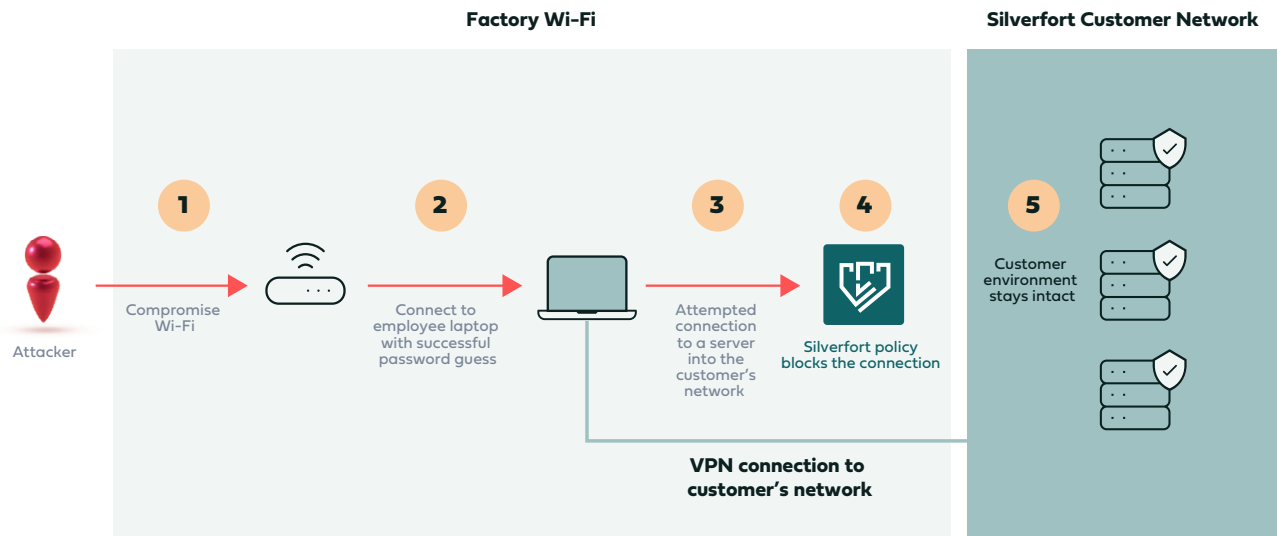 Factory Wi-Fi
Silverfort Customer Network
1
2
3
4
5
Attacker
Compromise
Wi-Fi
Connect to
employee laptop
with successful
password guess
Attempted
connection
to a server
into the
customer's
network
Silverfort policy
blocks the connection
Customer
environment
stays intact
VPN connection to
customer's network